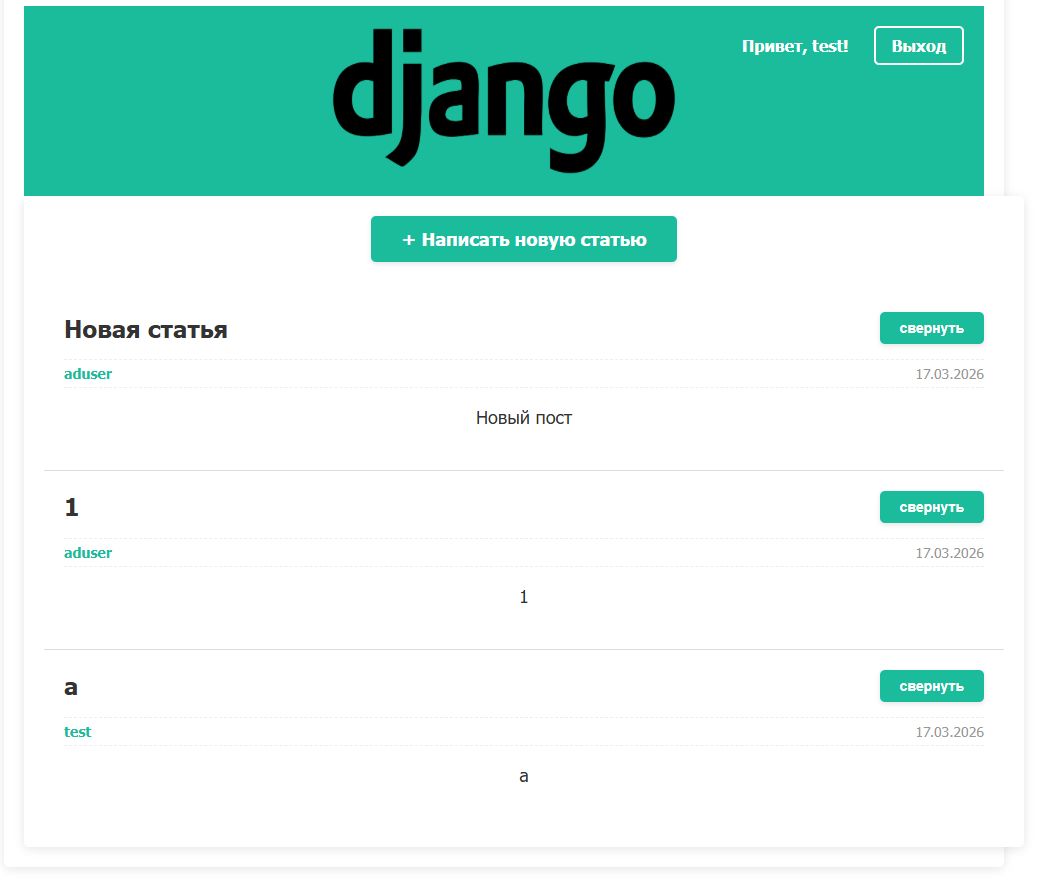 django
Привет, test!
Выход
+ Написать новую статью
Новая статья
свернуть
aduser
17.03.2026
Новый пост
1
свернуть
aduser
17.03.2026
1
а
свернуть
test
17.03.2026
а